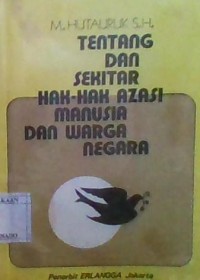 M. HUTAURUK S.H.
TENTANG
DAN
SEKITAR
HAK-HAK AZASI
MANUSIA
DAN WARGA
NEGARA
Penerbit ERLANGGA Jakarta